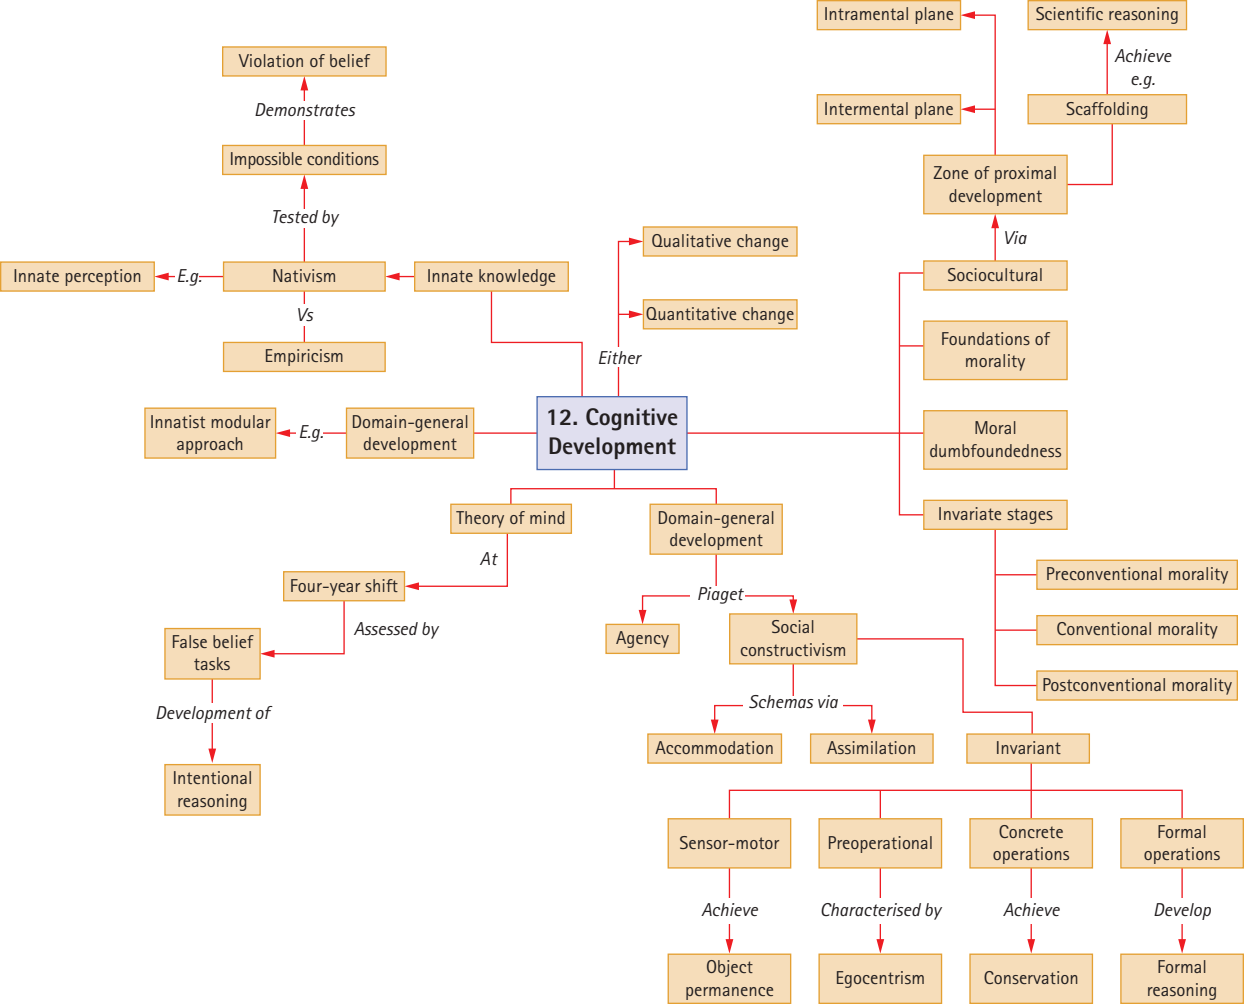 Intramental plane
Scientific reasoning
Achieve
e.g.
Intermental plane
Scaffolding
Zone of proximal
development
Via
Sociocultural
Foundations of
morality
Moral
dumbfoundedness
Invariate stages
Preconventional morality
Conventional morality
Postconventional morality
Violation of belief
Demonstrates
Impossible conditions
Tested by
Innate perception
E.g.
Nativism
Innate knowledge
Vs
Empiricism
Qualitative change
Quantitative change
Either
12. Cognitive
Development
Innatist modular
approach
E.g.
Domain-general
development
Theory of mind
At
Four-year shift
Assessed by
False belief
tasks
Development of
Intentional
reasoning
Domain-general
development
Piaget
Agency
Social
constructivism
Schemas via
Accommodation
Assimilation
Invariant
Sensor-motor
Preoperational
Concrete
operations
Formal
operations
Achieve
Characterised by
Achieve
Develop
Object
permanence
Egocentrism
Conservation
Formal
reasoning